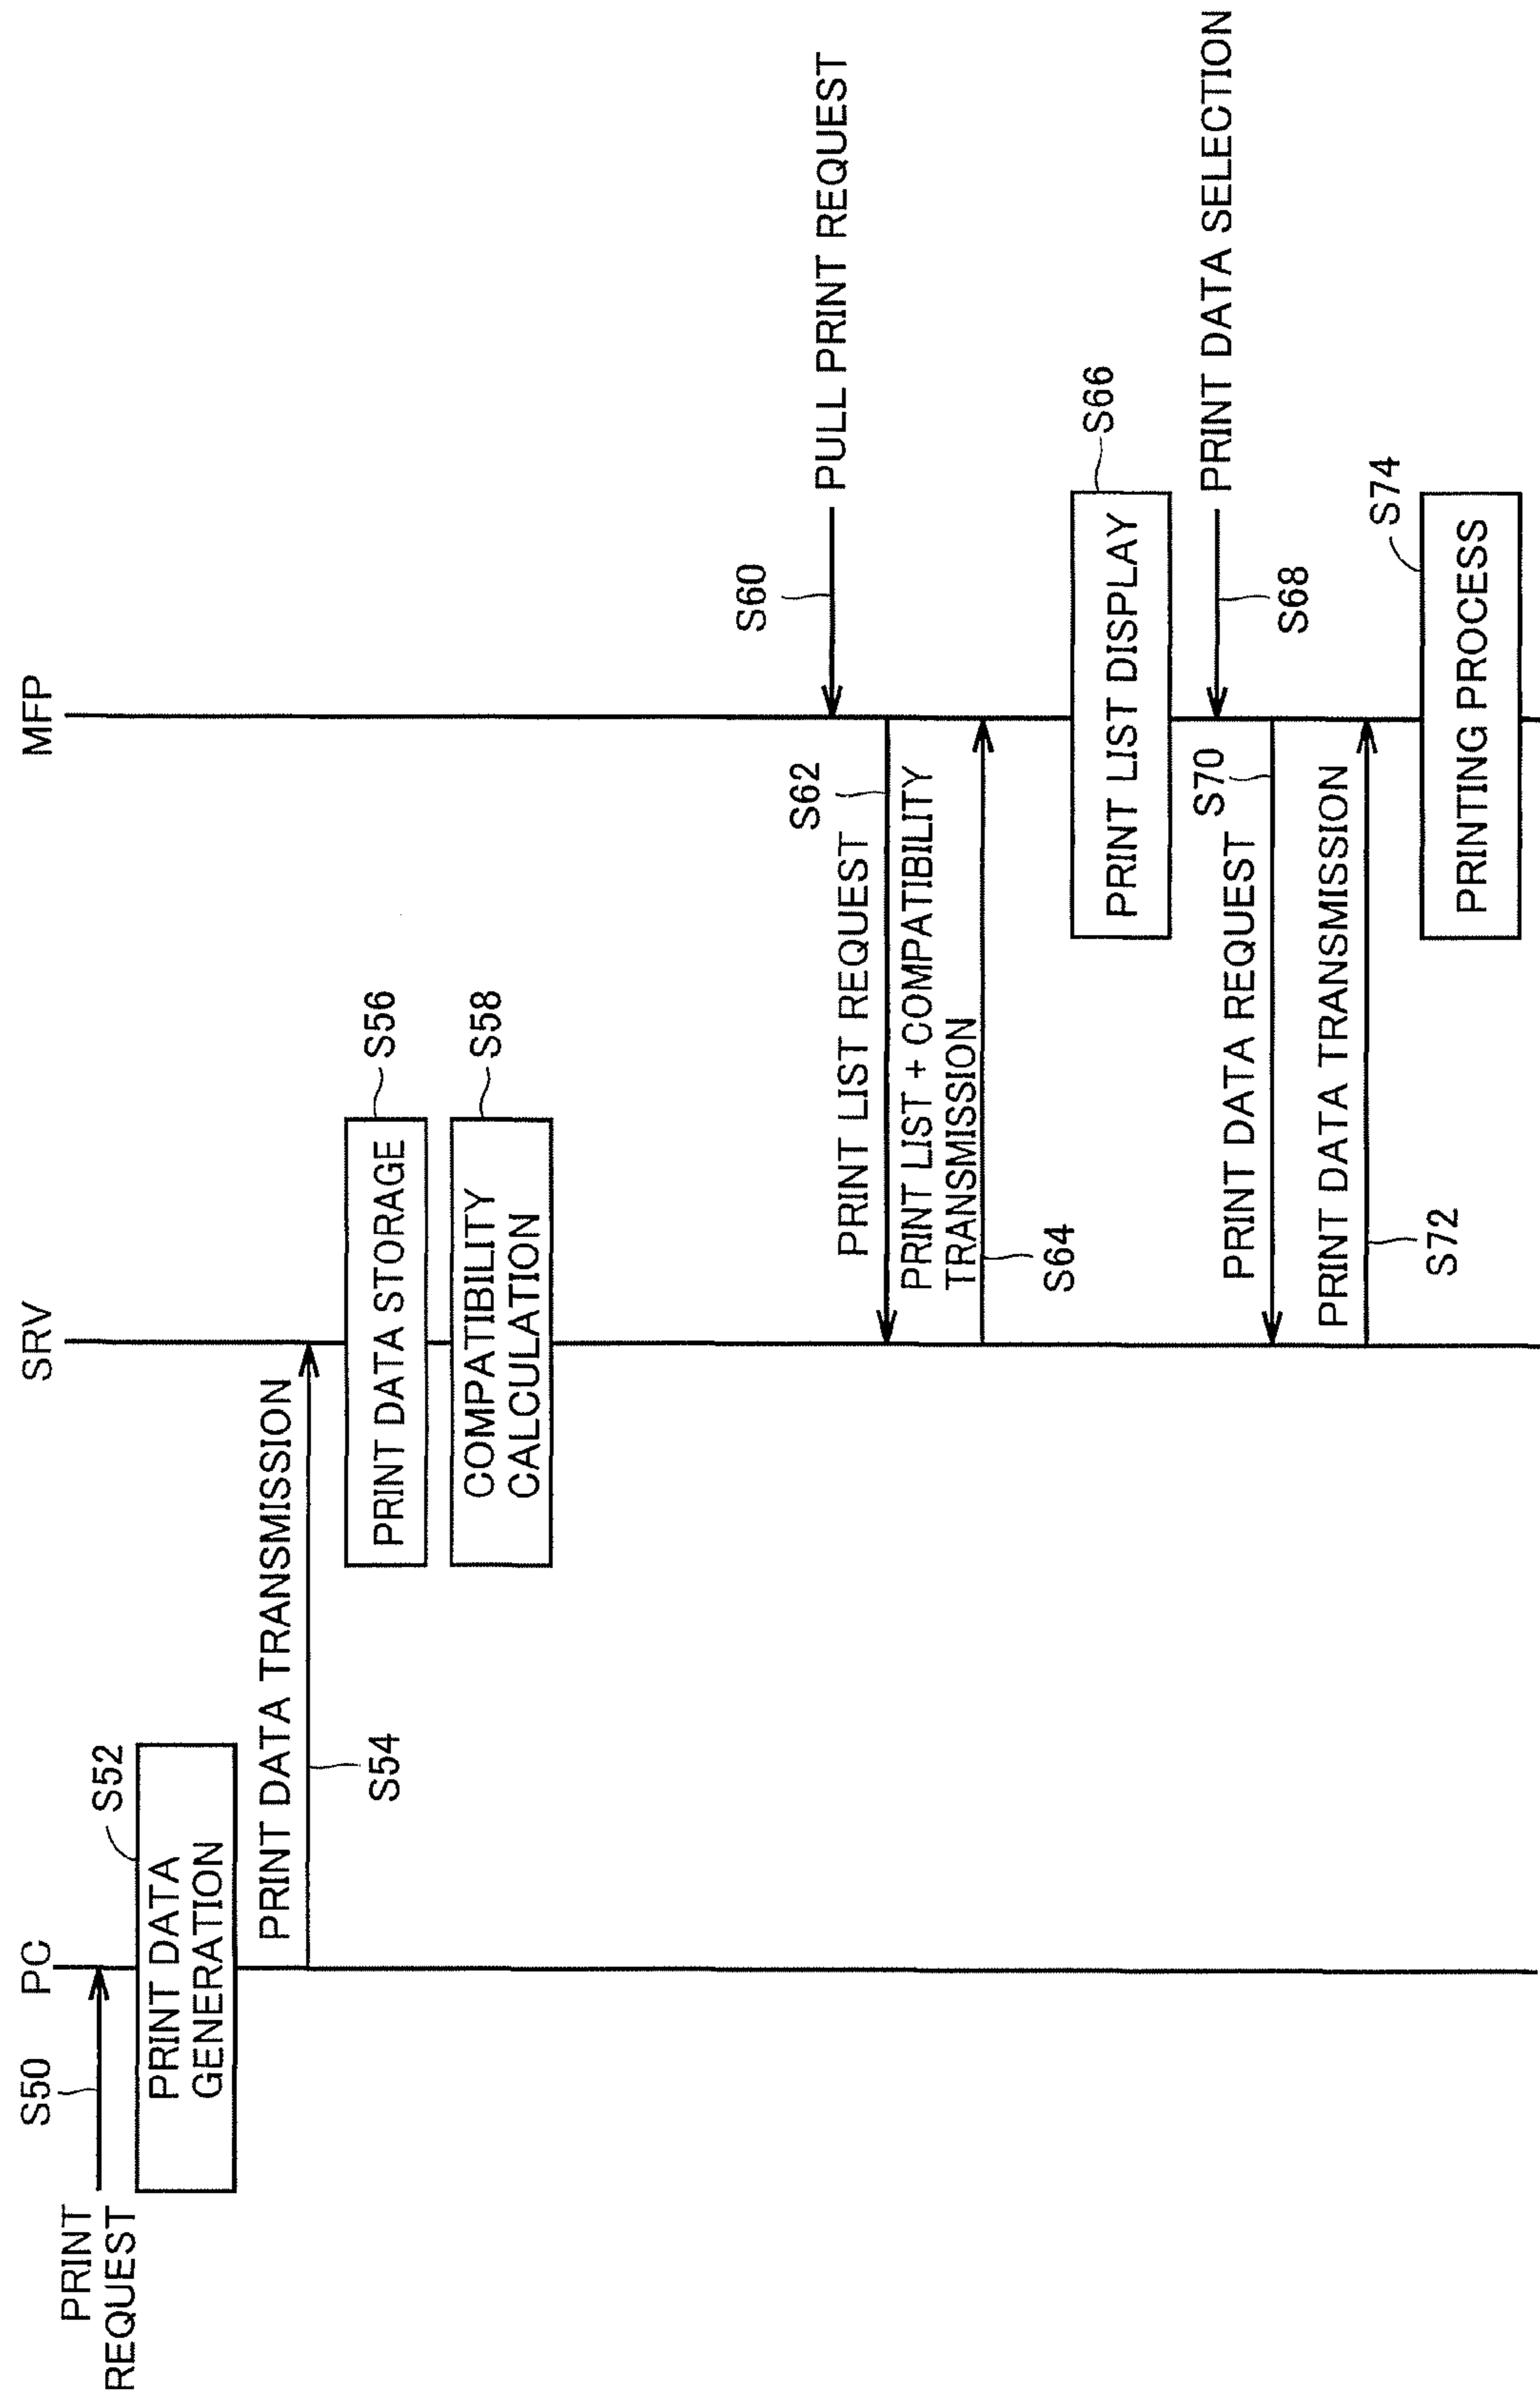 PC
SRV
MFP
S50
PRINT
REQUEST
S52
PRINT DATA
GENERATION
PRINT DATA TRANSMISSION
S54
PRINT DATA STORAGE
S56
COMPATIBILITY
CALCULATION
S58
S60
PULL PRINT REQUEST
S62
PRINT LIST REQUEST
PRINT LIST + COMPATIBILITY
TRANSMISSION
S64
PRINT LIST DISPLAY
S66
PRINT DATA SELECTION
S68
S70
PRINT DATA REQUEST
PRINT DATA TRANSMISSION
S72
S74
PRINTING PROCESS